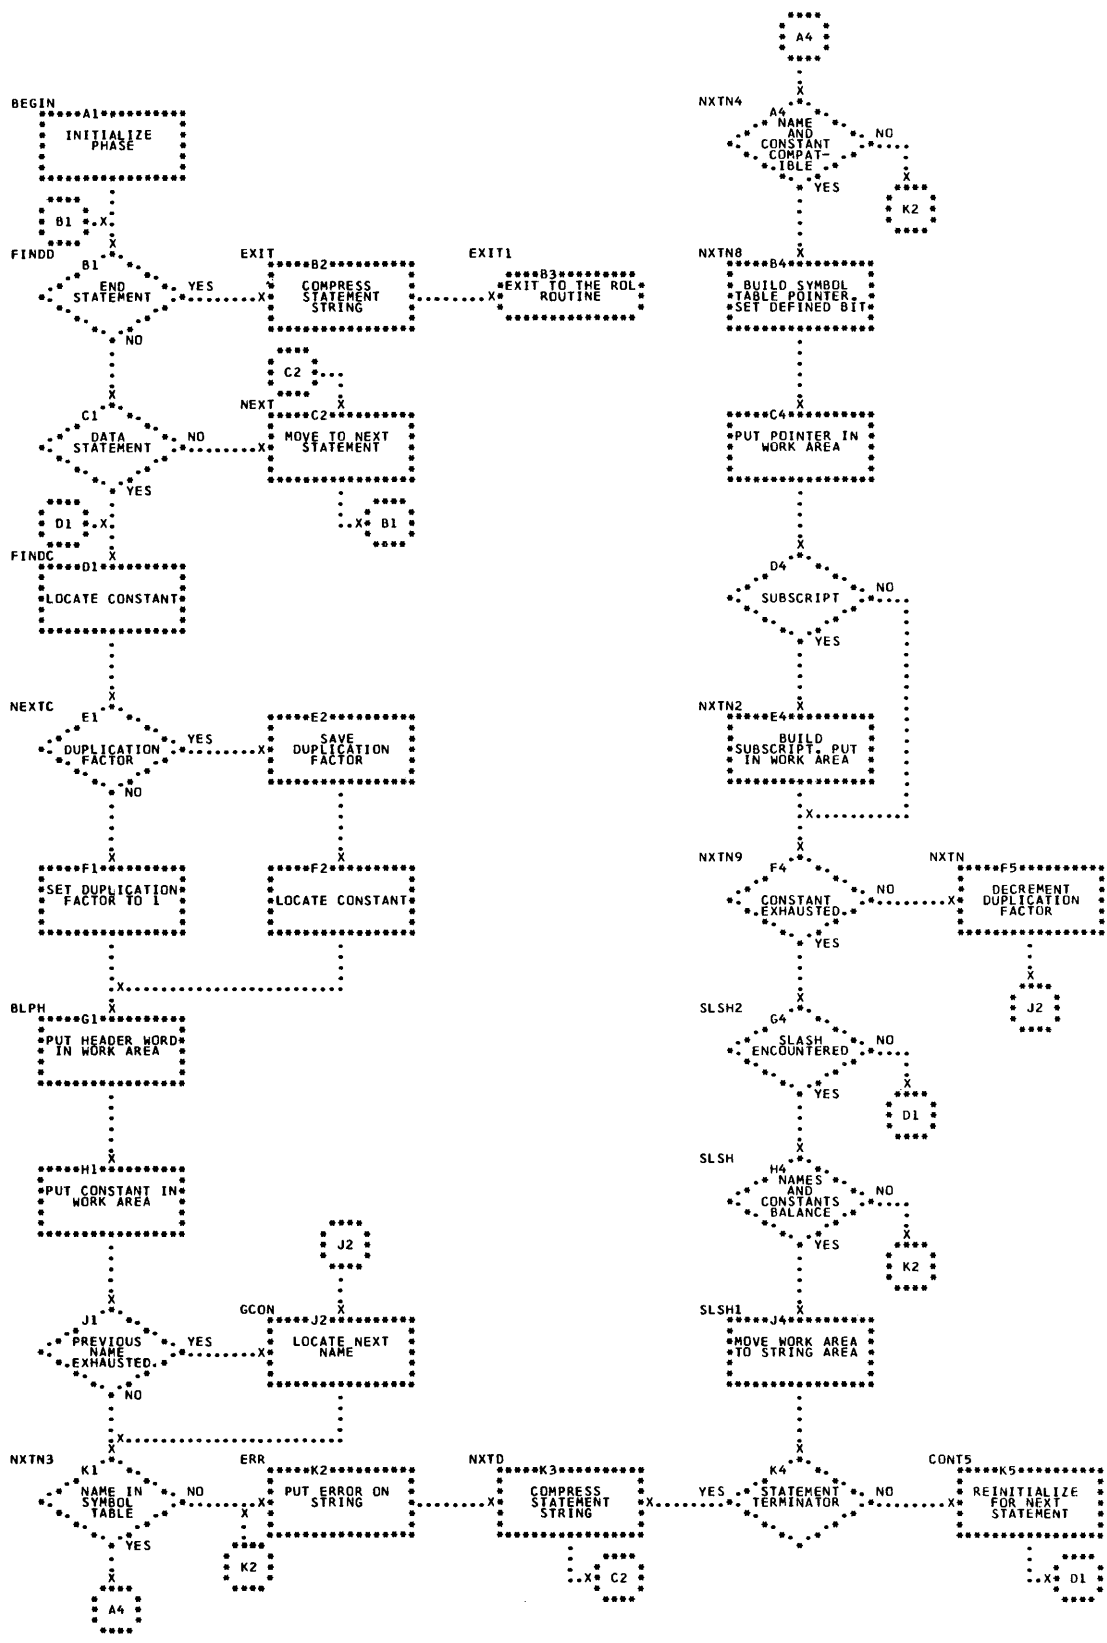 BEGIN
A1
INITIALIZE
PHASE
B1
FINDD
B1
END
STATEMENT
YES
NO
EXIT
B2
COMPRESS
STATEMENT
STRING
EXIT1
B3
EXIT TO THE ROL
ROUTINE
C1
DATA
STATEMENT
NO
YES
C2
NEXT
C2
MOVE TO NEXT
STATEMENT
B1
D1
FINDC
D1
LOCATE CONSTANT
NEXTC
E1
DUPLICATION
FACTOR
YES
NO
E2
SAVE
DUPLICATION
FACTOR
F1
SET DUPLICATION
FACTOR TO 1
F2
LOCATE CONSTANT
BLPH
G1
PUT HEADER WORD
IN WORK AREA
H1
PUT CONSTANT IN
WORK AREA
J1
PREVIOUS
NAME
EXHAUSTED
YES
NO
J2
GCON
J2
LOCATE NEXT
NAME
NXTN3
K1
NAME IN
SYMBOL
TABLE
NO
YES
A4
K2
ERR
K2
PUT ERROR ON
STRING
NXTD
K3
COMPRESS
STATEMENT
STRING
C2
A4
NXTN4
A4
NAME
AND
CONSTANT
COMPAT-
IBLE
NO
YES
K2
NXTN8
B4
BUILD SYMBOL
TABLE POINTER.
SET DEFINED BIT
C4
PUT POINTER IN
WORK AREA
D4
SUBSCRIPT
NO
YES
NXTN2
E4
BUILD
SUBSCRIPT. PUT
IN WORK AREA
NXTN9
F4
CONSTANT
EXHAUSTED
NO
YES
NXTN
F5
DECREMENT
DUPLICATION
FACTOR
J2
SLSH2
G4
SLASH
ENCOUNTERED
NO
YES
D1
SLSH
H4
NAMES
AND
CONSTANTS
BALANCE
NO
YES
K2
SLSH1
J4
MOVE WORK AREA
TO STRING AREA
K4
STATEMENT
TERMINATOR
YES
NO
CONT5
K5
REINITIALIZE
FOR NEXT
STATEMENT
D1